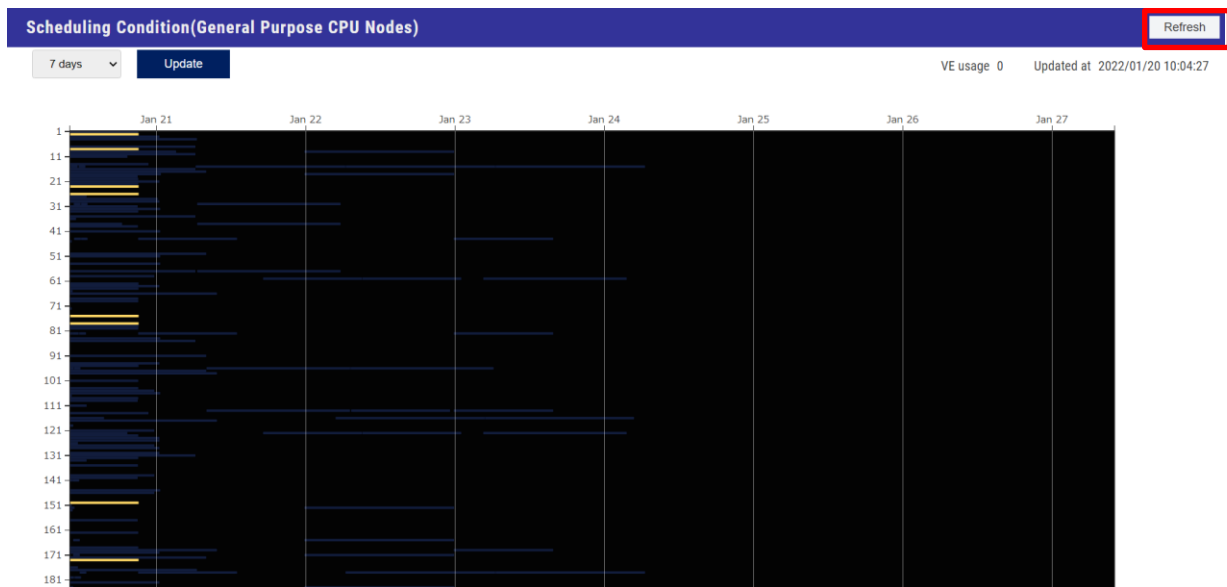 Scheduling Condition(General Purpose CPU Nodes)
Refresh
7 days
Update
VE usage 0
Updated at 2022/01/20 10:04:27
Jan 21 Jan 22 Jan 23 Jan 24 Jan 25 Jan 26 Jan 27
1
11
21
31
41
51
61
71
81
91
101
111
121
131
141
151
161
171
181